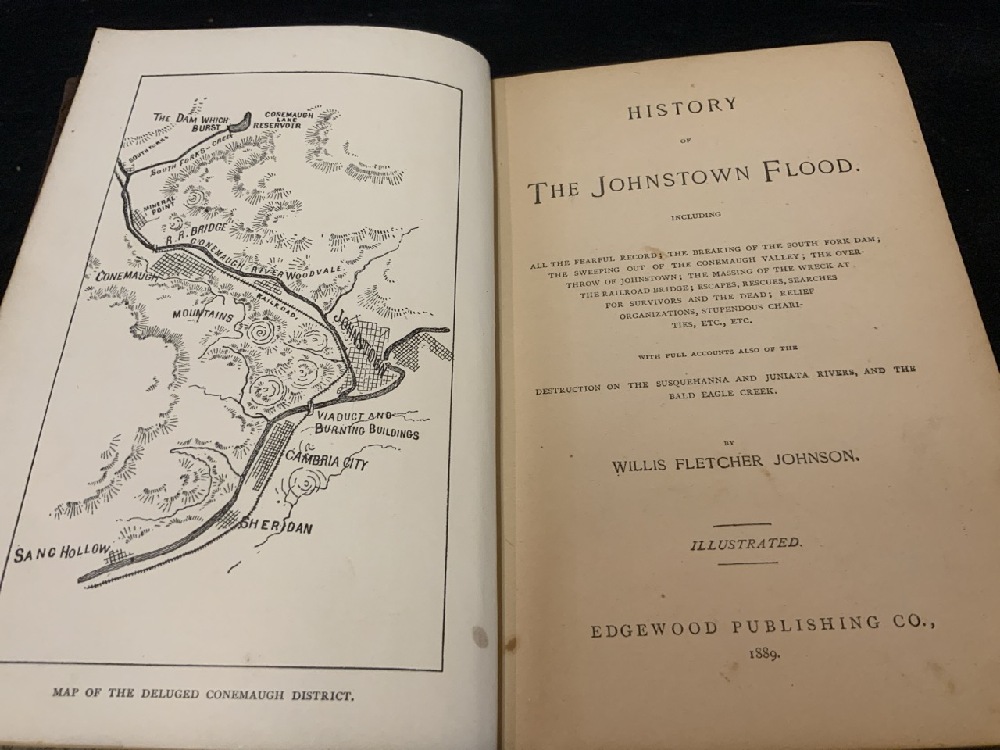 THE DAM WHICH
BURST
CONEMAUGH
LAKE
RESERVOIR
SOUTH FORK
SOUTH FORKS-CREEK
MINERAL
POINT
R.R. BRIDGE
CONEMAUGH RIVER
WOODVALE
CONEMAUGH
RAILROAD
MOUNTAINS
JOHNSTOWN
VIADUCT AND
BURNING BUILDINGS
CAMBRIA CITY
SHERIDAN
SANG HOLLOW
MAP OF THE DELUGED CONEMAUGH DISTRICT.
HISTORY
OF
THE JOHNSTOWN FLOOD.
INCLUDING
ALL THE FEARFUL RECORD; THE BREAKING OF THE SOUTH FORK DAM;
THE SWEEPING OUT OF THE CONEMAUGH VALLEY; THE OVER-
THROW OF JOHNSTOWN; THE MASSING OF THE WRECK AT
THE RAILROAD BRIDGE; ESCAPES, RESCUES, SEARCHES
FOR SURVIVORS AND THE DEAD; RELIEF
ORGANIZATIONS, STUPENDOUS CHARI-
TIES, ETC., ETC.
WITH FULL ACCOUNTS ALSO OF THE
DESTRUCTION ON THE SUSQUEHANNA AND JUNIATA RIVERS, AND THE
BALD EAGLE CREEK.
BY
WILLIS FLETCHER JOHNSON.
ILLUSTRATED.
EDGEWOOD PUBLISHING CO.,
1889.